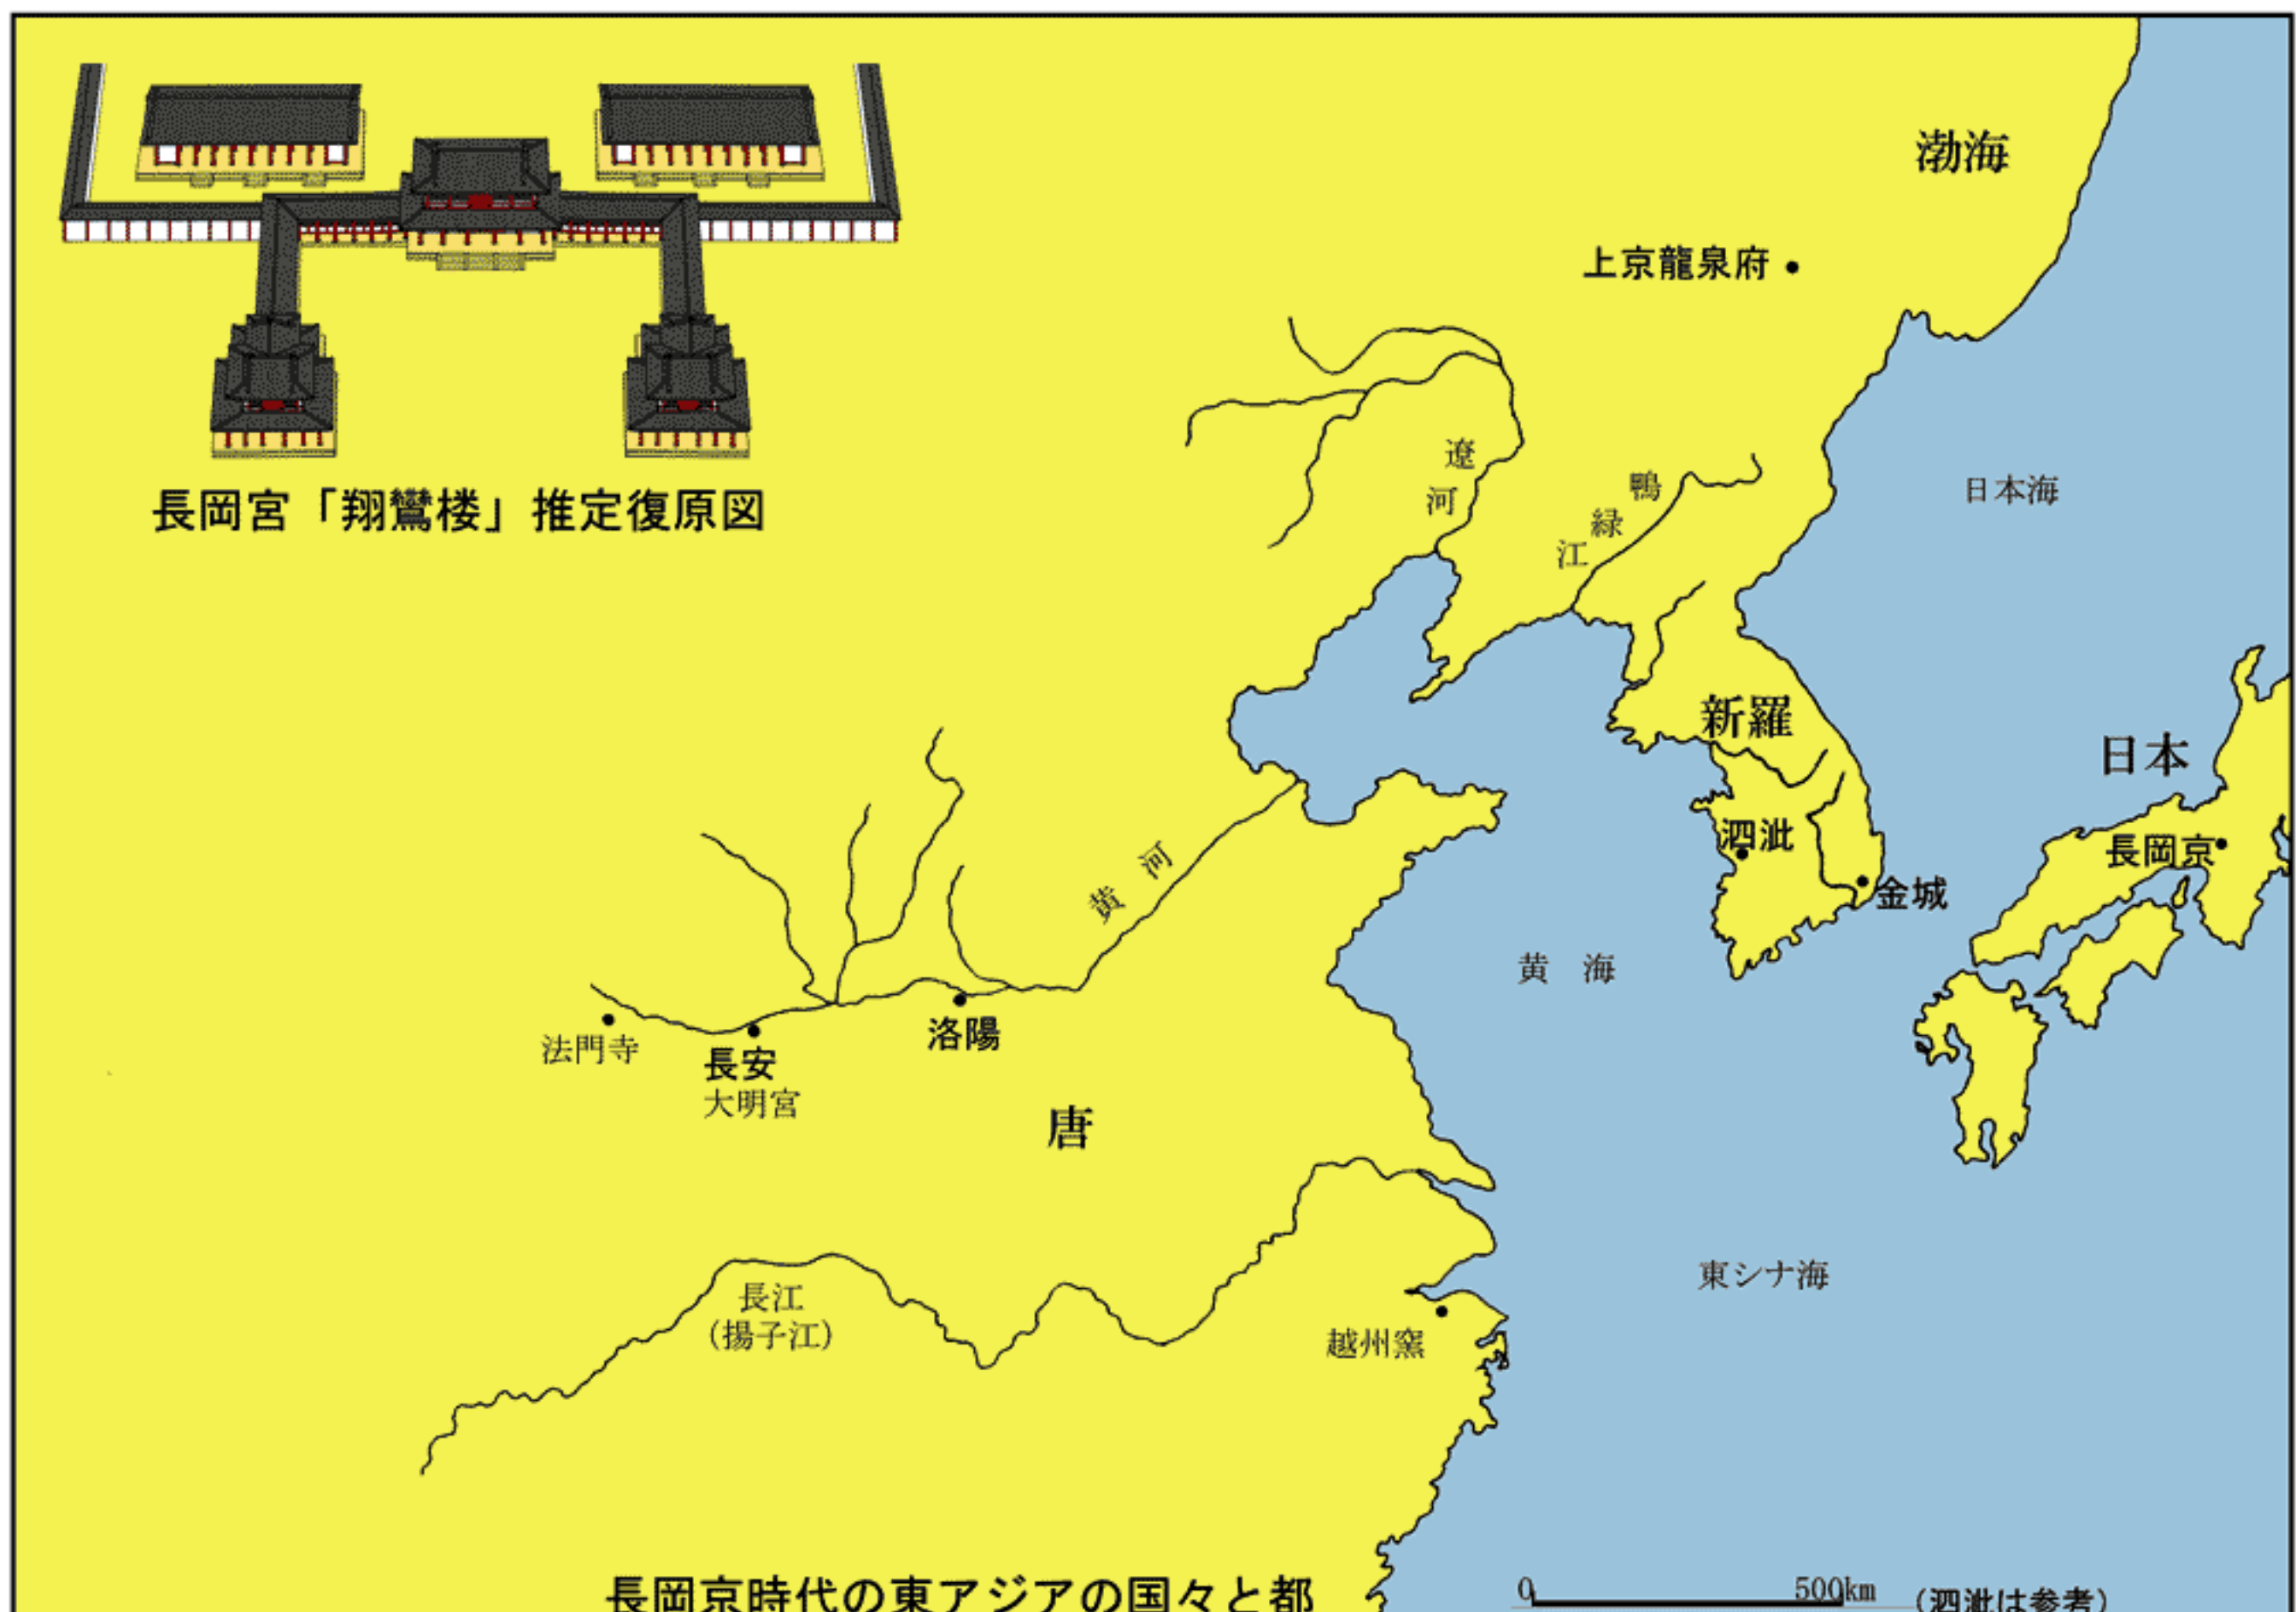 渤海
上京龍泉府
日本海
遼河
鴨緑江
長岡宮「翔鸞楼」推定復原図
新羅
日本
泗沘
長岡京
金城
黄河
黄 海
洛陽
法門寺
長安
大明宮
唐
東シナ海
長江
(揚子江)
越州窯
長岡京時代の東アジアの国々と都
0 500km
(泗沘は参考)